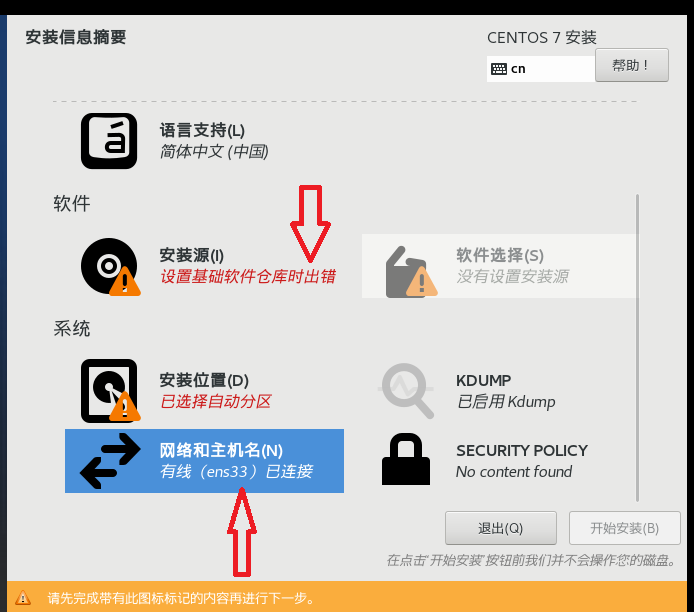 安装信息摘要
CENTOS 7 安装
cn
帮助！
语言支持(L)
简体中文 (中国)
软件
安装源(I)
设置基础软件仓库时出错
软件选择(S)
没有设置安装源
系统
安装位置(D)
已选择自动分区
KDUMP
已启用 Kdump
网络和主机名(N)
有线（ens33）已连接
SECURITY POLICY
No content found
退出(Q)
开始安装(B)
在点击'开始安装'按钮前我们并不会操作您的磁盘。
请先完成带有此图标标记的内容再进行下一步。